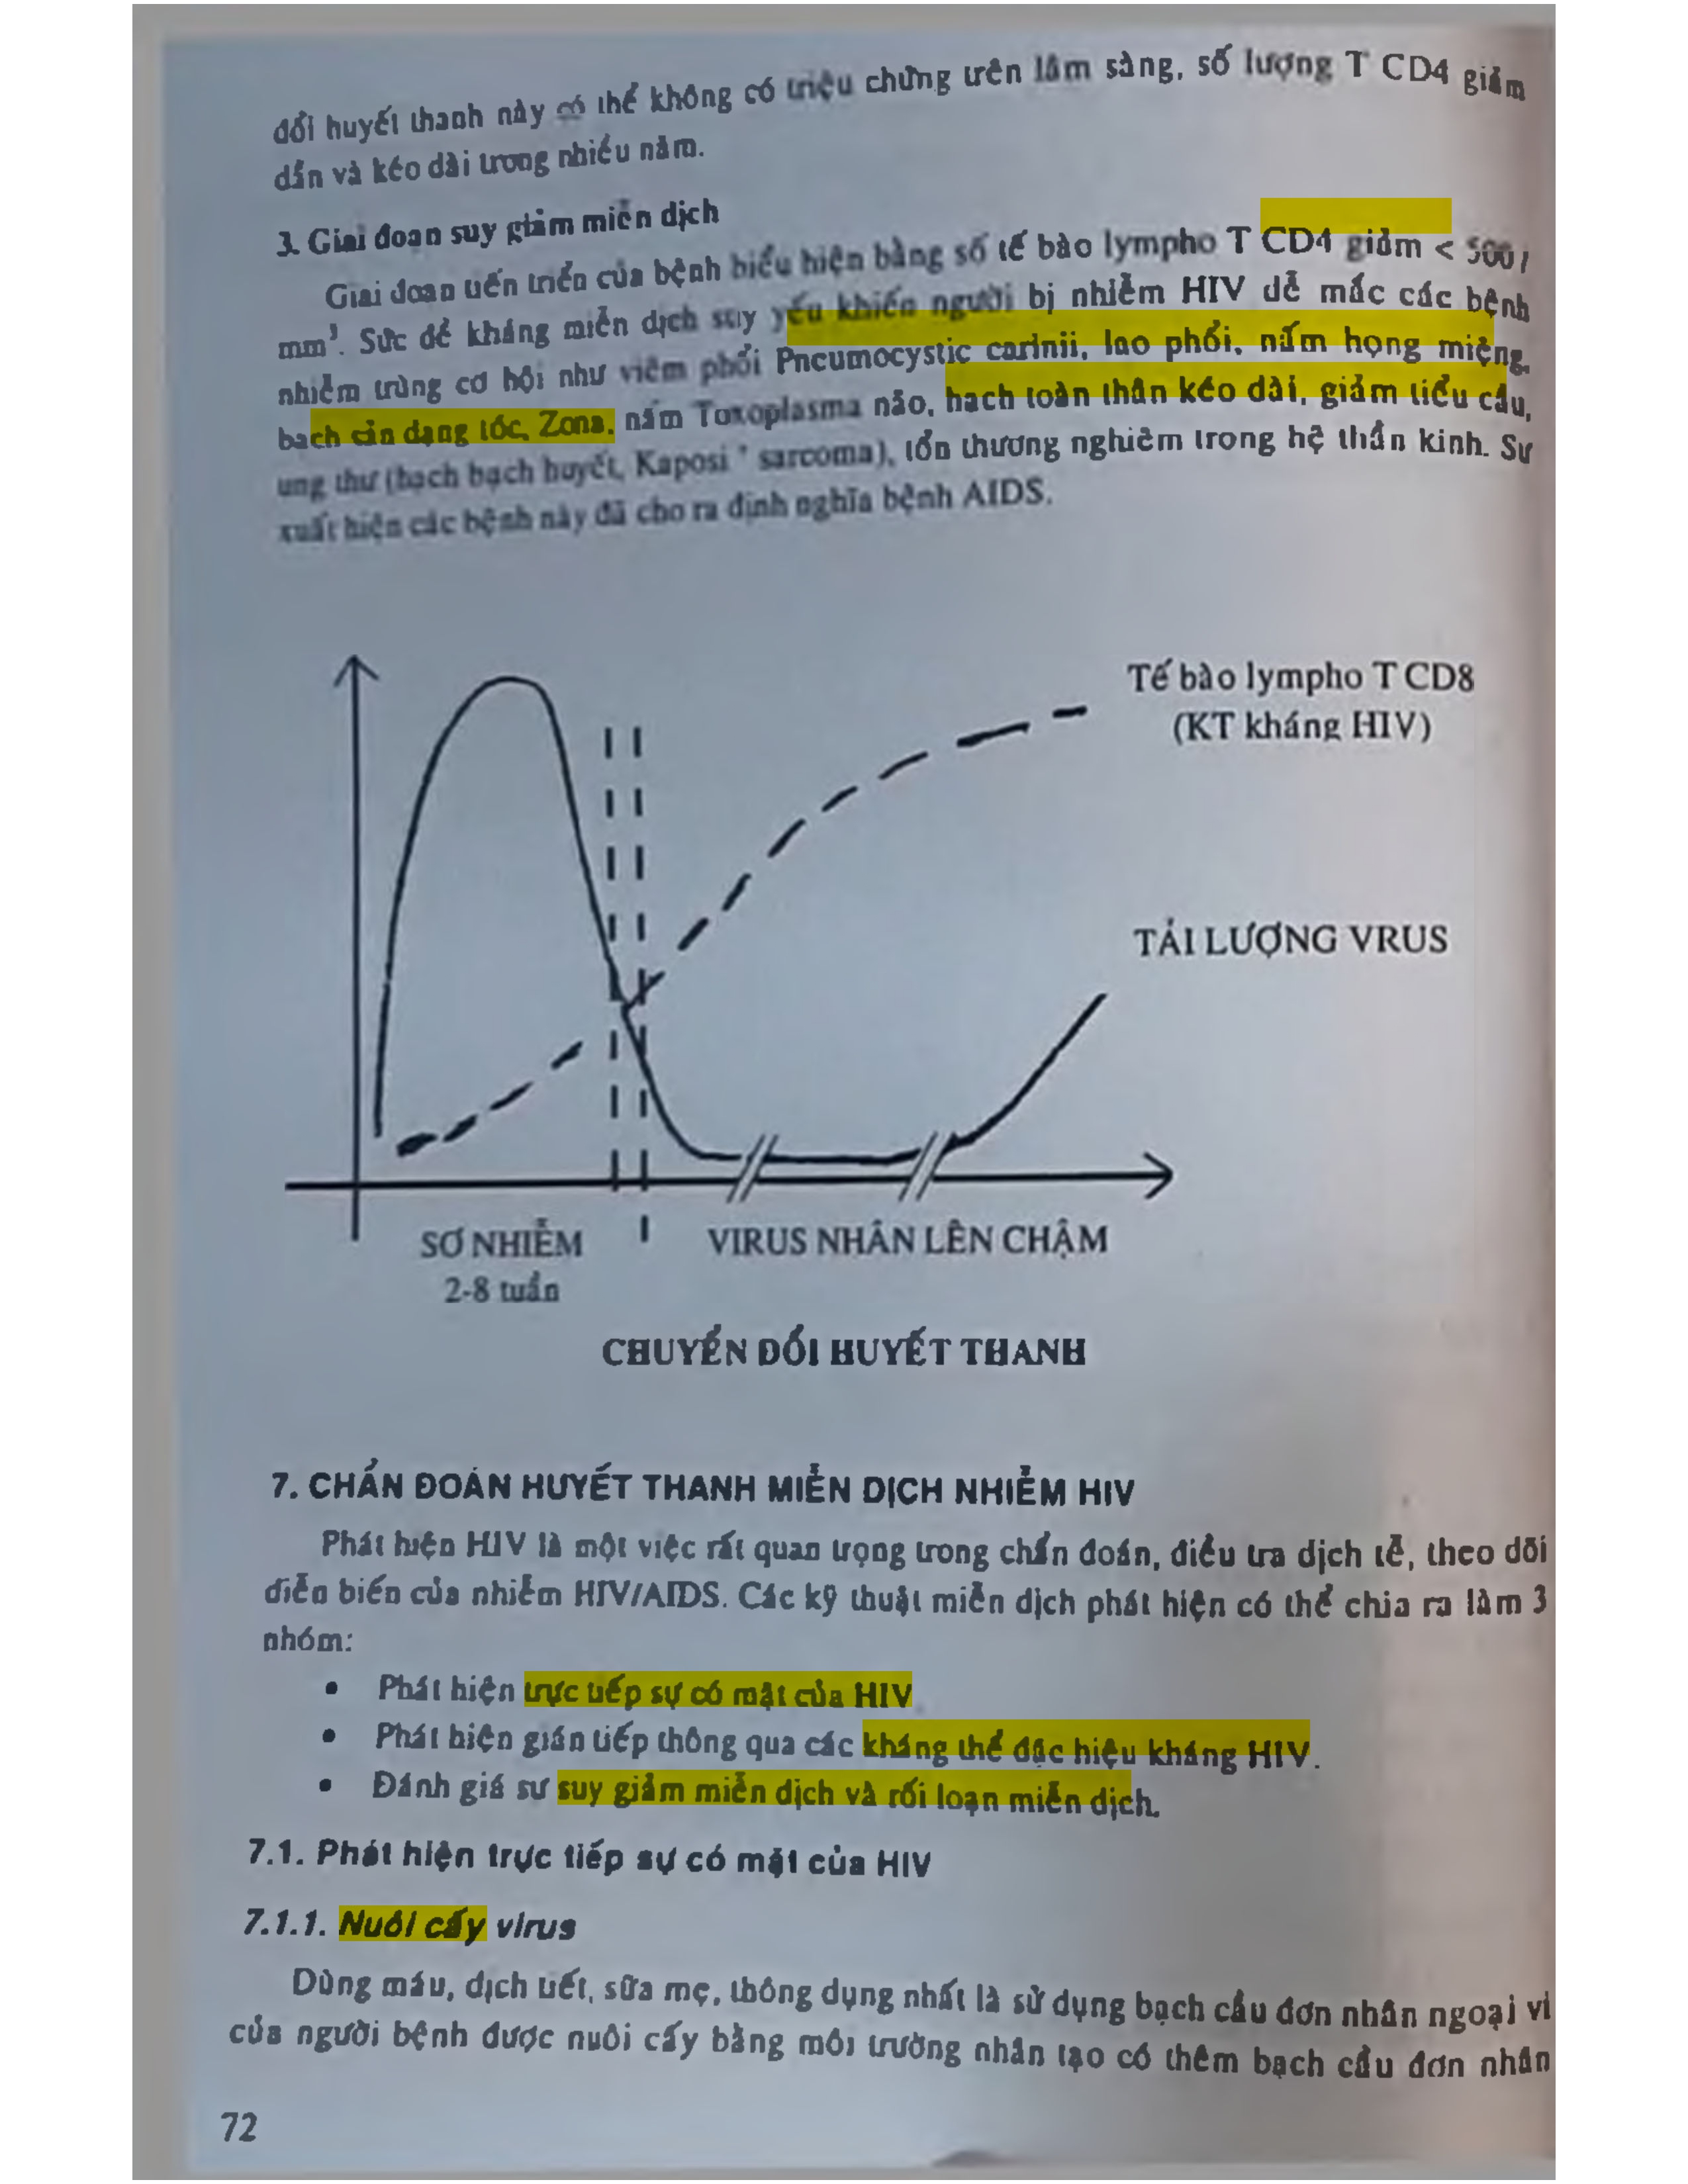 đổi huyết thanh này có thể không có triệu chứng trên lâm sàng, số lượng T CD4 giảm
dần và kéo dài trong nhiều năm.
3. Giai đoạn suy giảm miễn dịch
Giai đoạn tiến triển của bệnh biểu hiện bằng số tế bào lympho T CD4 giảm < 500/
mm³. Sức đề kháng miễn dịch suy yếu khiến người bị nhiễm HIV dễ mắc các bệnh
nhiễm trùng cơ hội như viêm phổi Pneumocystic carinii, lao phổi, nấm họng miệng,
bạch sản dạng tóc, Zona, nấm Toxoplasma não, hạch toàn thân kéo dài, giảm tiểu cầu,
ung thư (hạch bạch huyết, Kaposi ' sarcoma), tổn thương nghiêm trọng hệ thần kinh. Sự
xuất hiện các bệnh này đã cho ra định nghĩa bệnh AIDS.
Tế bào lympho T CD8
(KT kháng HIV)
TẢI LƯỢNG VRUS
SƠ NHIỄM VIRUS NHÂN LÊN CHẬM
2-8 tuần
CHUYỂN ĐỔI HUYẾT THANH
7. CHẨN ĐOÁN HUYẾT THANH MIỄN DỊCH NHIỄM HIV
Phát hiện HIV là một việc rất quan trọng trong chẩn đoán, điều tra dịch tễ, theo dõi
diễn biến của nhiễm HIV/AIDS. Các kỹ thuật miễn dịch phát hiện có thể chia ra làm 3
nhóm:
• Phát hiện trực tiếp sự có mặt của HIV
• Phát hiện gián tiếp thông qua các kháng thể đặc hiệu kháng HIV.
• Đánh giá sự suy giảm miễn dịch và rối loạn miễn dịch.
7.1. Phát hiện trực tiếp sự có mặt của HIV
7.1.1. Nuôi cấy virus
Dùng máu, dịch tiết, sữa mẹ, thông dụng nhất là sử dụng bạch cầu đơn nhân ngoại vi
của người bệnh được nuôi cấy bằng môi trường nhân tạo có thêm bạch cầu đơn nhân
72